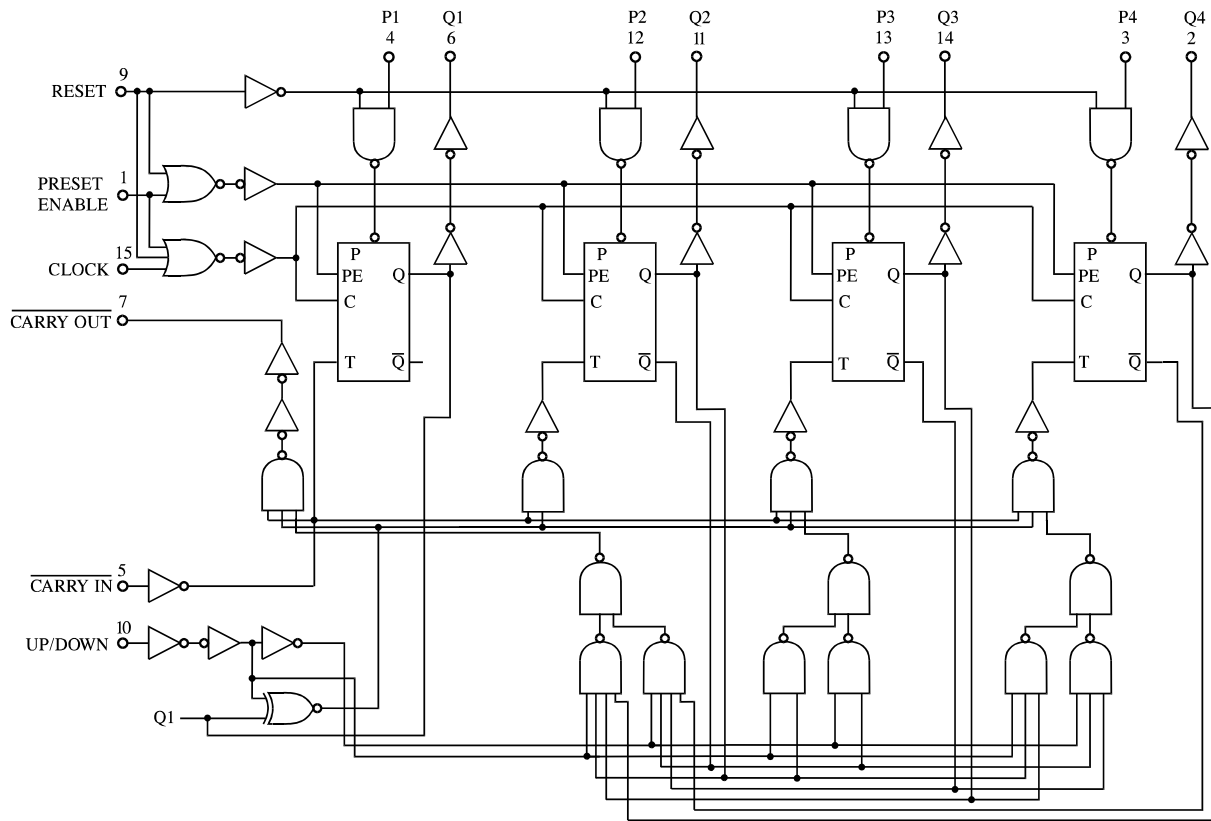 P1 Q1 P2 Q2 P3 Q3 P4 Q4
4 6 12 11 13 14 3 2
9
RESET
1
PRESET
ENABLE
15
CLOCK
7
CARRY OUT
P P P P
PE Q PE Q PE Q PE Q
C C C C
T Q̅ T Q̅ T Q̅ T Q̅
5
CARRY IN
10
UP/DOWN
Q1